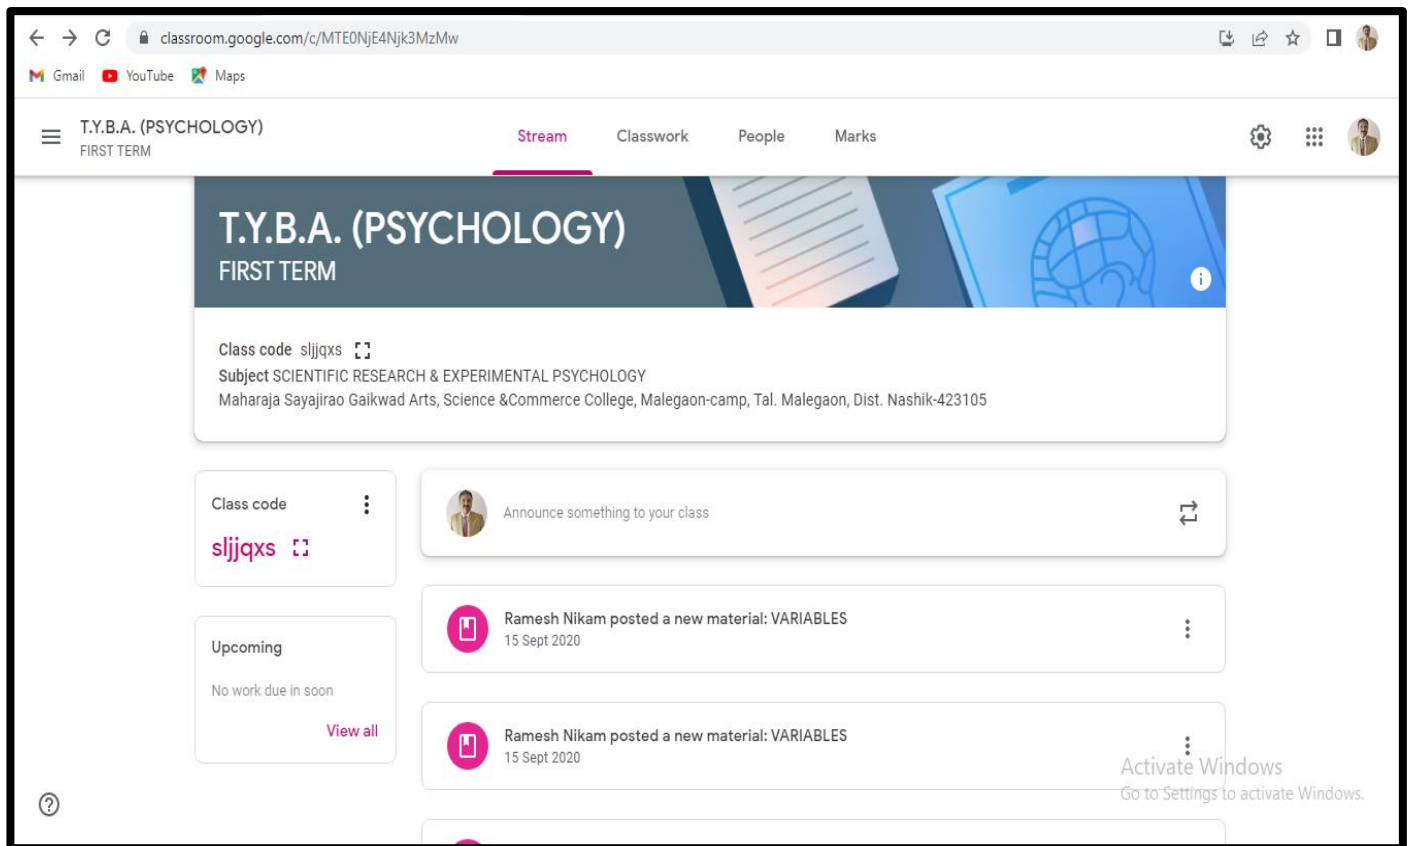 classroom.google.com/c/MTE0NjE4Njk3MzMw
Gmail YouTube Maps
T.Y.B.A. (PSYCHOLOGY)
FIRST TERM
Stream Classwork People Marks
T.Y.B.A. (PSYCHOLOGY)
FIRST TERM
Class code sljjqxs
Subject SCIENTIFIC RESEARCH & EXPERIMENTAL PSYCHOLOGY
Maharaja Sayajirao Gaikwad Arts, Science &Commerce College, Malegaon-camp, Tal. Malegaon, Dist. Nashik-423105
Class code
sljjqxs
Announce something to your class
Ramesh Nikam posted a new material: VARIABLES
15 Sept 2020
Upcoming
No work due in soon
View all
Ramesh Nikam posted a new material: VARIABLES
15 Sept 2020
Activate Windows
Go to Settings to activate Windows.